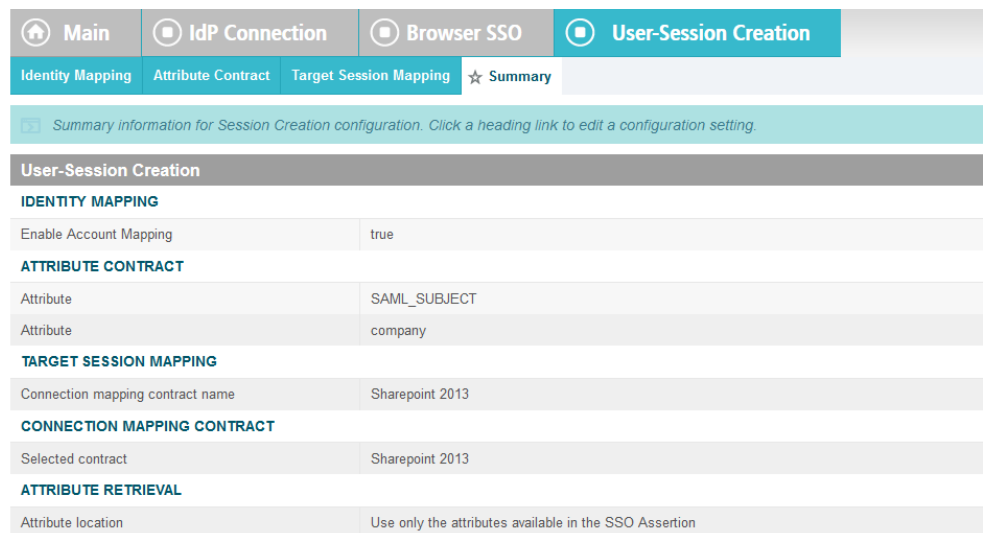 Main IdP Connection Browser SSO User-Session Creation
Identity Mapping Attribute Contract Target Session Mapping Summary
Summary information for Session Creation configuration. Click a heading link to edit a configuration setting.
User-Session Creation
IDENTITY MAPPING
Enable Account Mapping true
ATTRIBUTE CONTRACT
Attribute SAML_SUBJECT
Attribute company
TARGET SESSION MAPPING
Connection mapping contract name Sharepoint 2013
CONNECTION MAPPING CONTRACT
Selected contract Sharepoint 2013
ATTRIBUTE RETRIEVAL
Attribute location Use only the attributes available in the SSO Assertion